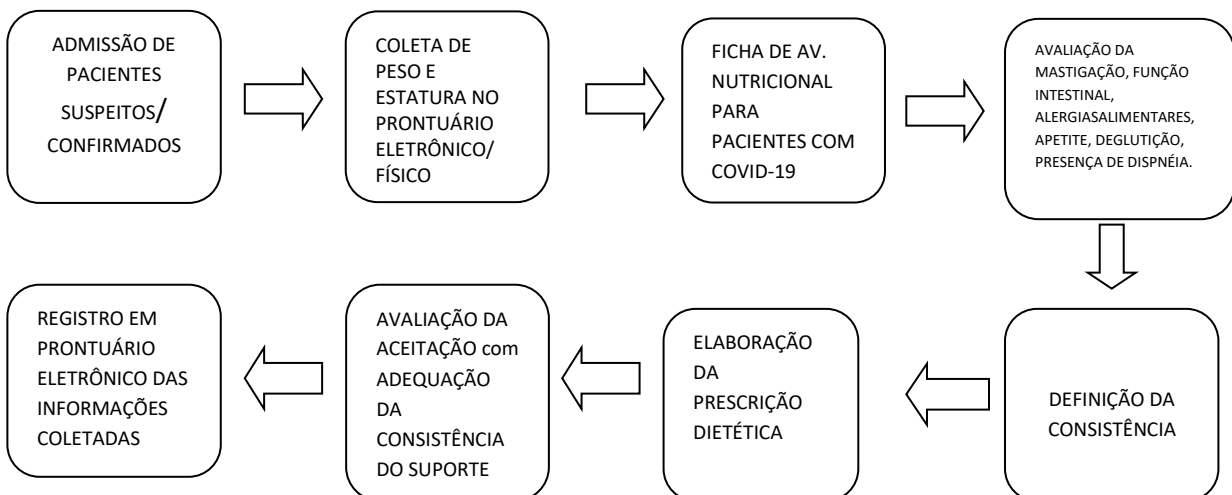 ADMISSÃO DE
PACIENTES
SUSPEITOS/
CONFIRMADOS
COLETA DE
PESO E
ESTATURA NO
PRONTUÁRIO
ELETRÔNICO/
FÍSICO
FICHA DE AV.
NUTRICIONAL
PARA
PACIENTES COM
COVID-19
AVALIAÇÃO DA
MASTIGAÇÃO, FUNÇÃO
INTESTINAL,
ALERGIASALIMENTARES,
APETITE, DEGLUTIÇÃO,
PRESENÇA DE DISPNÉIA.
DEFINIÇÃO DA
CONSISTÊNCIA
ELABORAÇÃO
DA
PRESCRIÇÃO
DIETÉTICA
AVALIAÇÃO DA
ACEITAÇÃO com
ADEQUAÇÃO
DA
CONSISTÊNCIA
DO SUPORTE
REGISTRO EM
PRONTUÁRIO
ELETRÔNICO DAS
INFORMAÇÕES
COLETADAS